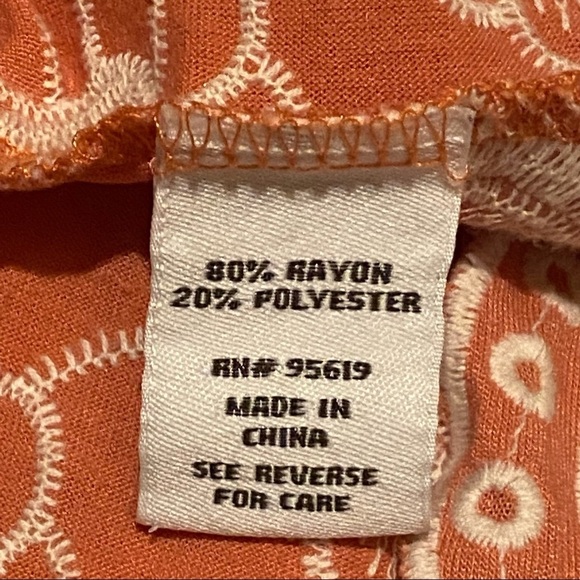 80% RAYON
20% POLYESTER
RN# 95619
MADE IN
CHINA
SEE REVERSE
FOR CARE